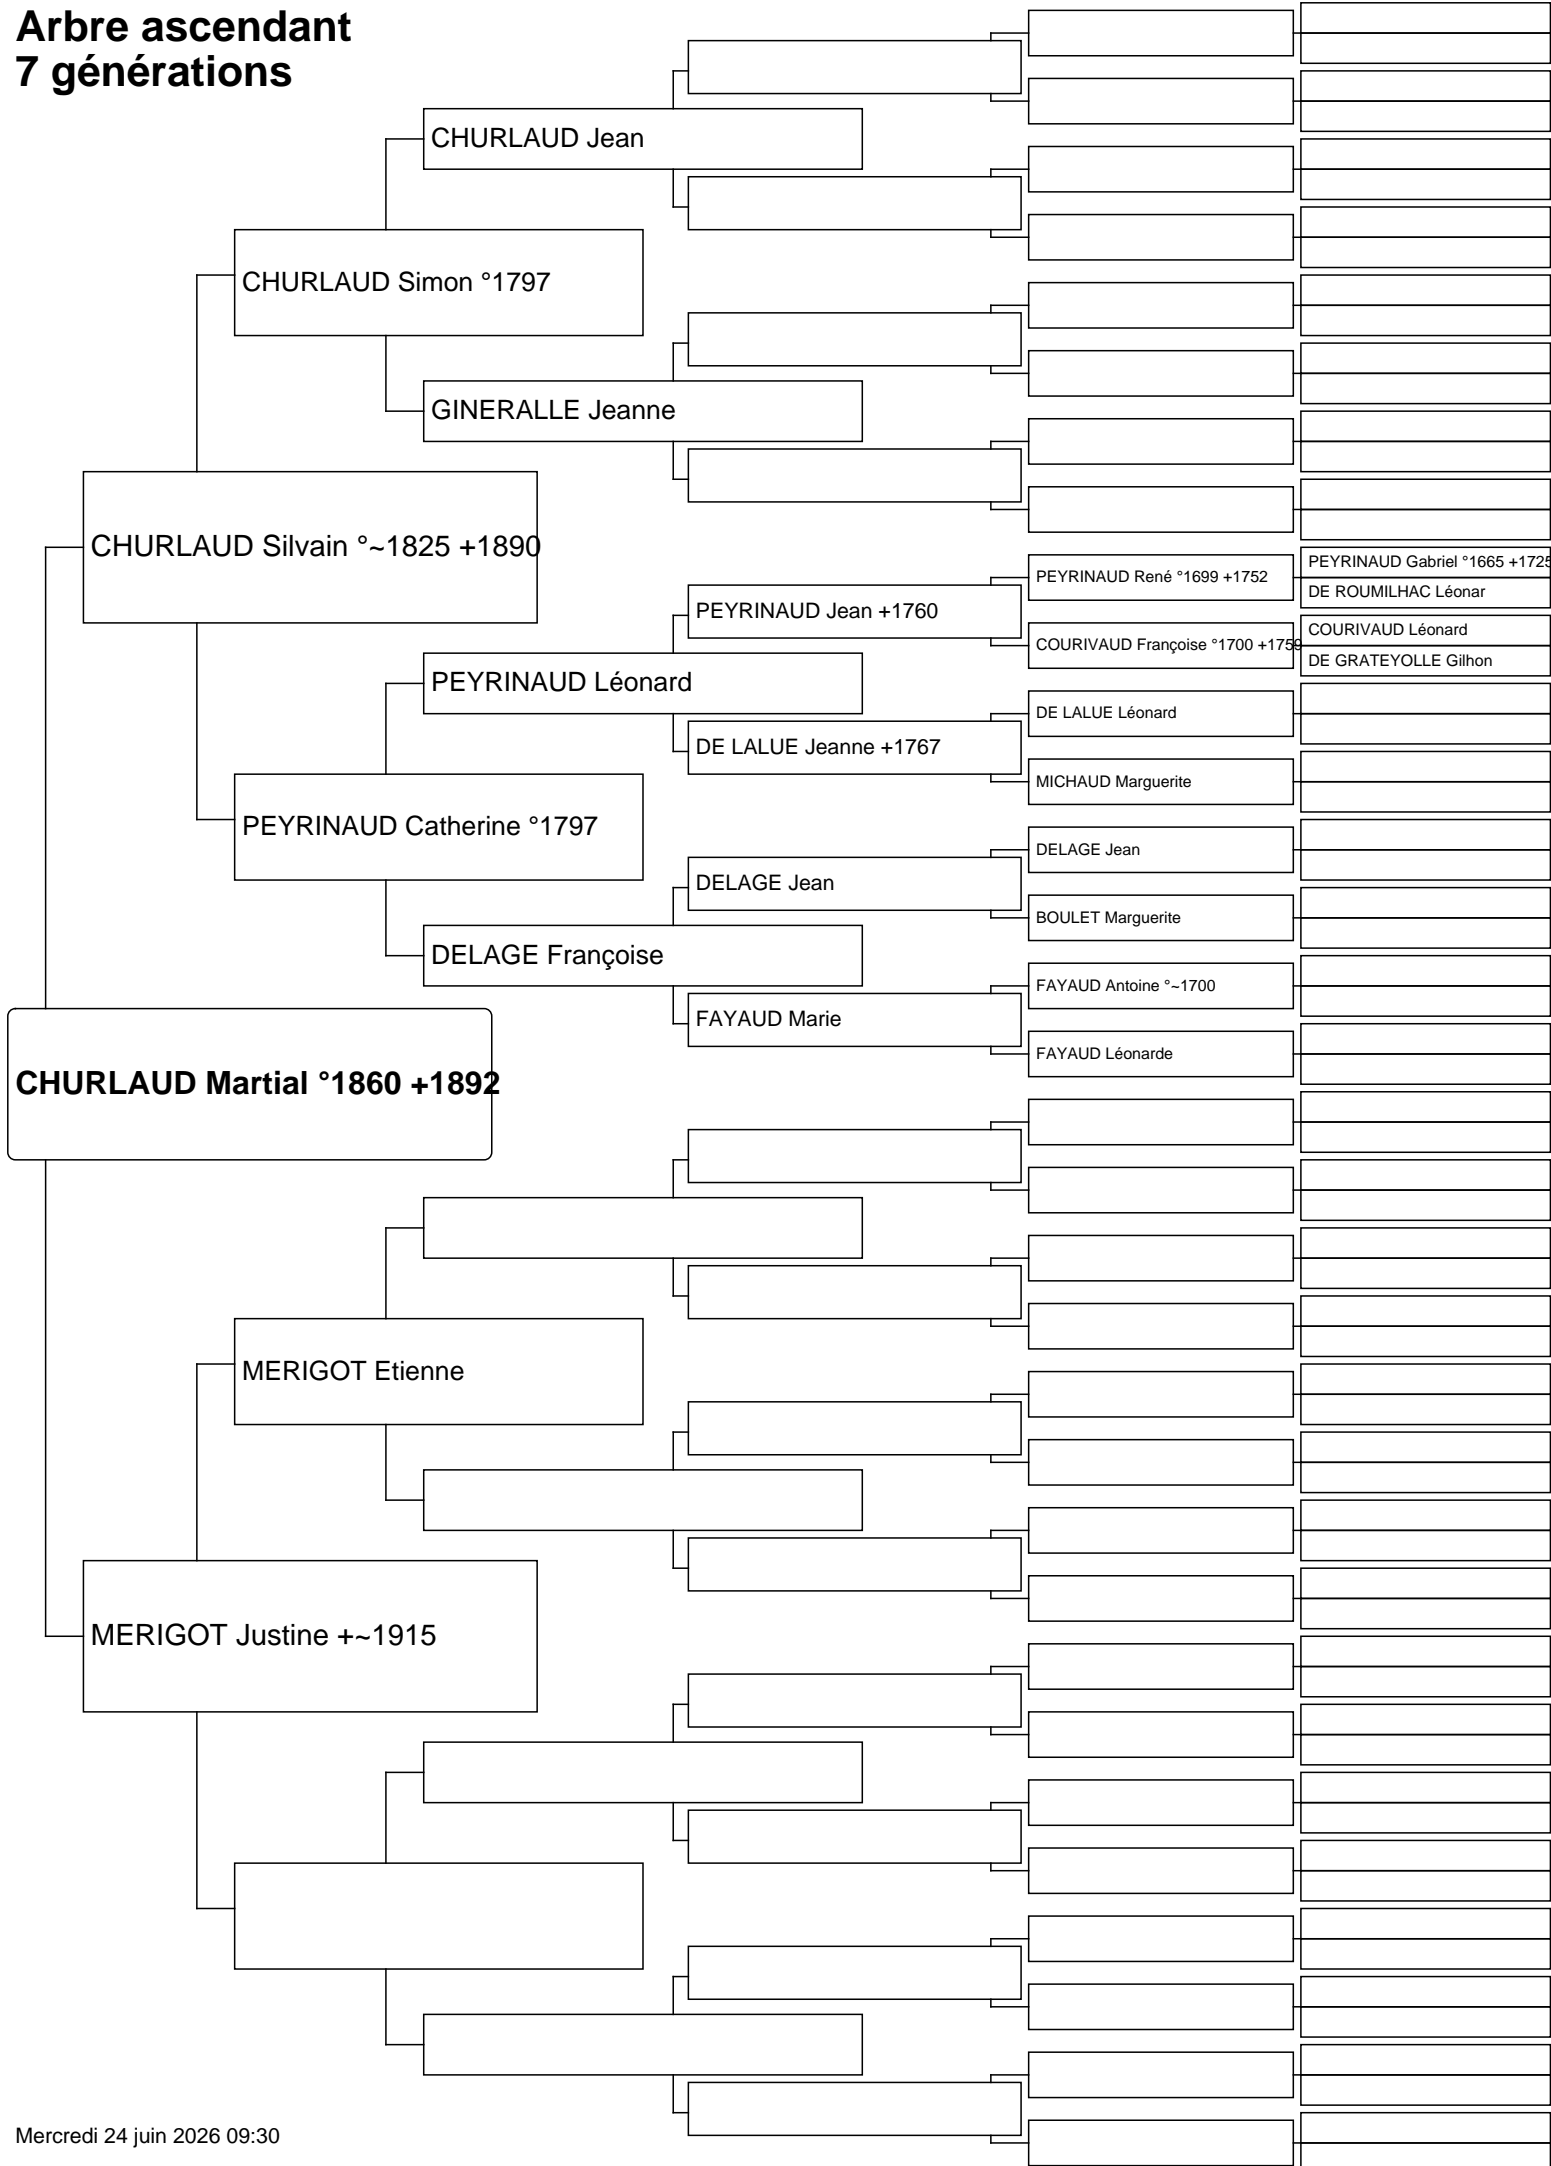 Arbre ascendant
7 générations
CHURLAUD Jean
CHURLAUD Simon °1797
GINERALLE Jeanne
CHURLAUD Silvain °~1825 +1890
PEYRINAUD René °1699 +1752
PEYRINAUD Gabriel °1665 +1725
DE ROUMILHAC Léonar
PEYRINAUD Jean +1760
COURIVAUD Françoise °1700 +1759
COURIVAUD Léonard
DE GRATEYOLLE Gilhon
PEYRINAUD Léonard
DE LALUE Léonard
DE LALUE Jeanne +1767
MICHAUD Marguerite
PEYRINAUD Catherine °1797
DELAGE Jean
DELAGE Jean
BOULET Marguerite
DELAGE Françoise
FAYAUD Antoine °~1700
FAYAUD Marie
FAYAUD Léonarde
CHURLAUD Martial °1860 +1892
MERIGOT Etienne
MERIGOT Justine +~1915
Mercredi 24 juin 2026 09:30